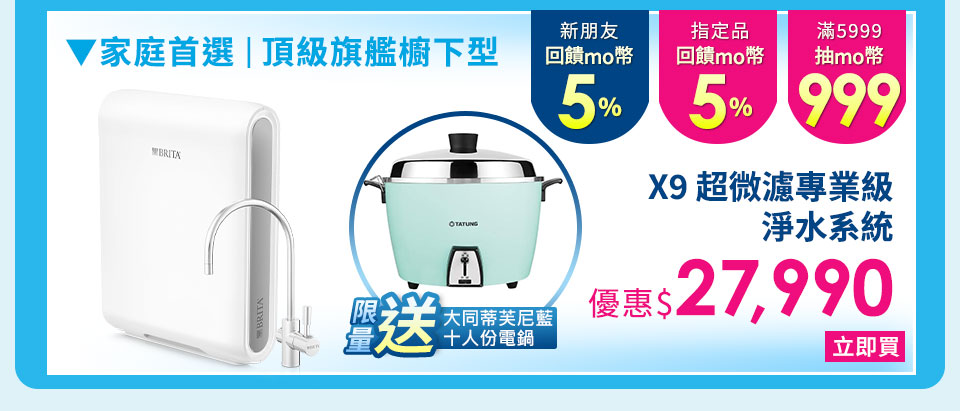 ▼家庭首選|頂級旗艦櫥下型
新朋友
回饋mo幣
5%
指定品
回饋mo幣
5%
滿5999
抽mo幣
999
BRITA
BRITA
TATUNG
限量送
大同蒂芙尼藍
十人份電鍋
X9 超微濾專業級
淨水系統
優惠$27,990
立即買